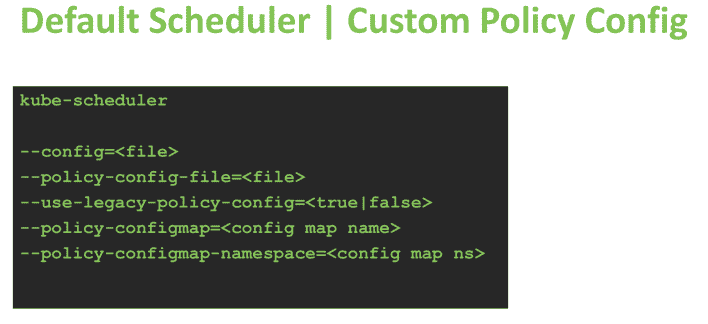 Default Scheduler | Custom Policy Config
kube-scheduler
--config=<file>
--policy-config-file=<file>
--use-legacy-policy-config=<true|false>
--policy-configmap=<config map name>
--policy-configmap-namespace=<config map ns>